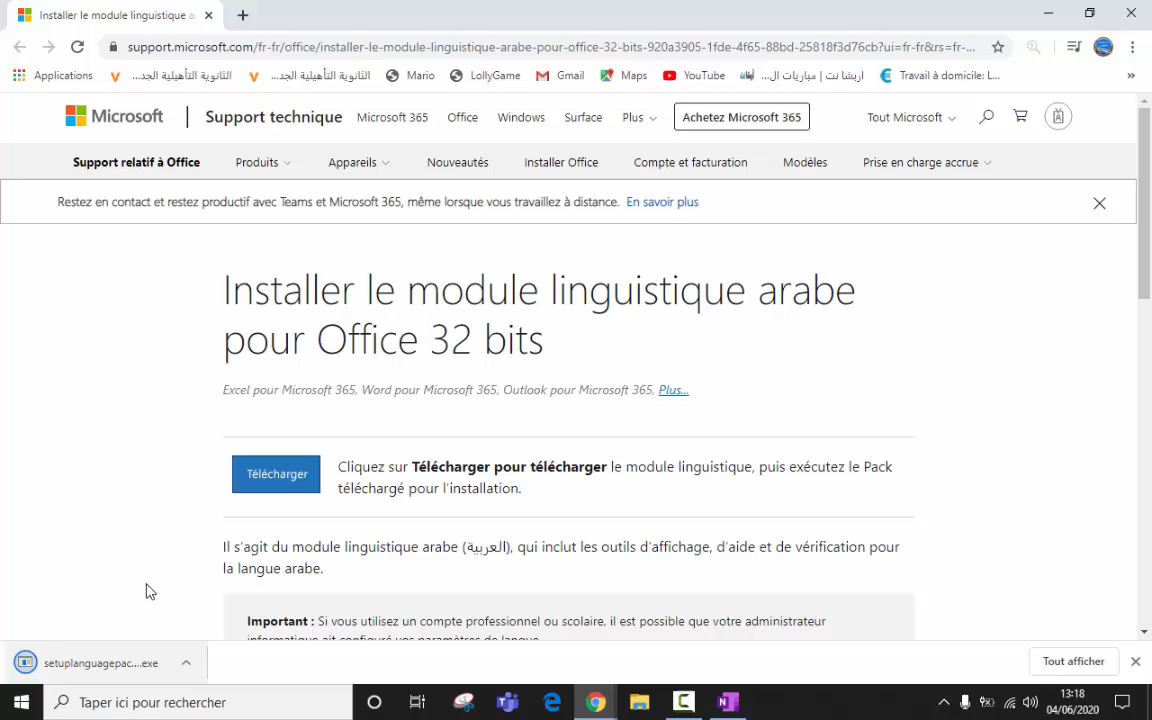 Installer le module linguistique a
support.microsoft.com/fr-fr/office/installer-le-module-linguistique-arabe-pour-office-32-bits-920a3905-1fde-4f65-88bd-25818f3d76cb?ui=fr-fr&rs=fr-...
Applications الثانوية التأهيلية الجد... الثانوية التأهيلية الجد... Mario LollyGame Gmail Maps YouTube اريشا نت | مباريات ال... Travail à domicile: L... »
Microsoft Support technique Microsoft 365 Office Windows Surface Plus Achetez Microsoft 365 Tout Microsoft
Support relatif à Office Produits Appareils Nouveautés Installer Office Compte et facturation Modèles Prise en charge accrue
Restez en contact et restez productif avec Teams et Microsoft 365, même lorsque vous travaillez à distance. En savoir plus
Installer le module linguistique arabe
pour Office 32 bits
Excel pour Microsoft 365, Word pour Microsoft 365, Outlook pour Microsoft 365, Plus...
Télécharger
Cliquez sur Télécharger pour télécharger le module linguistique, puis exécutez le Pack
téléchargé pour l'installation.
Il s'agit du module linguistique arabe (العربية), qui inclut les outils d'affichage, d'aide et de vérification pour
la langue arabe.
Important : Si vous utilisez un compte professionnel ou scolaire, il est possible que votre administrateur
informatique ait configuré vos paramètres de langue.
setuplanguagepac....exe Tout afficher
Taper ici pour rechercher
13:18
04/06/2020